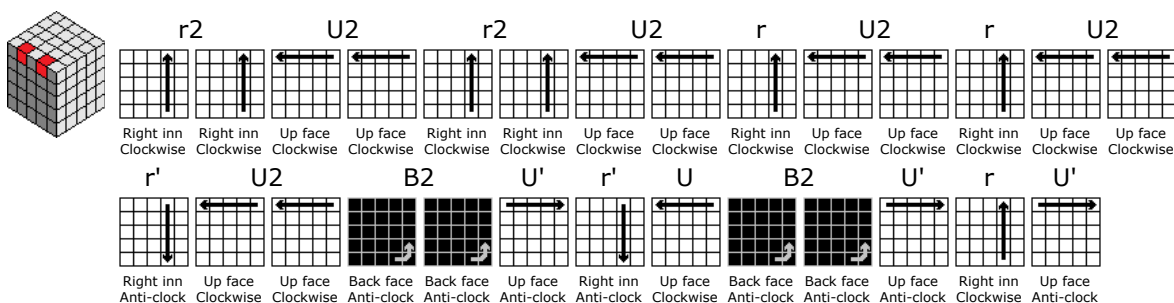 r2 U2 r2 U2 r U2 r U2
Right inn Right inn Up face Up face Right inn Right inn Up face Up face Right inn Up face Up face Right inn Up face Up face
Clockwise Clockwise Clockwise Clockwise Clockwise Clockwise Clockwise Clockwise Clockwise Clockwise Clockwise Clockwise Clockwise Clockwise
r' U2 B2 U' r' U B2 U' r U'
Right inn Up face Up face Back face Back face Up face Right inn Up face Back face Back face Up face Right inn Up face
Anti-clock Clockwise Clockwise Anti-clock Anti-clock Anti-clock Anti-clock Clockwise Anti-clock Anti-clock Anti-clock Clockwise Anti-clock